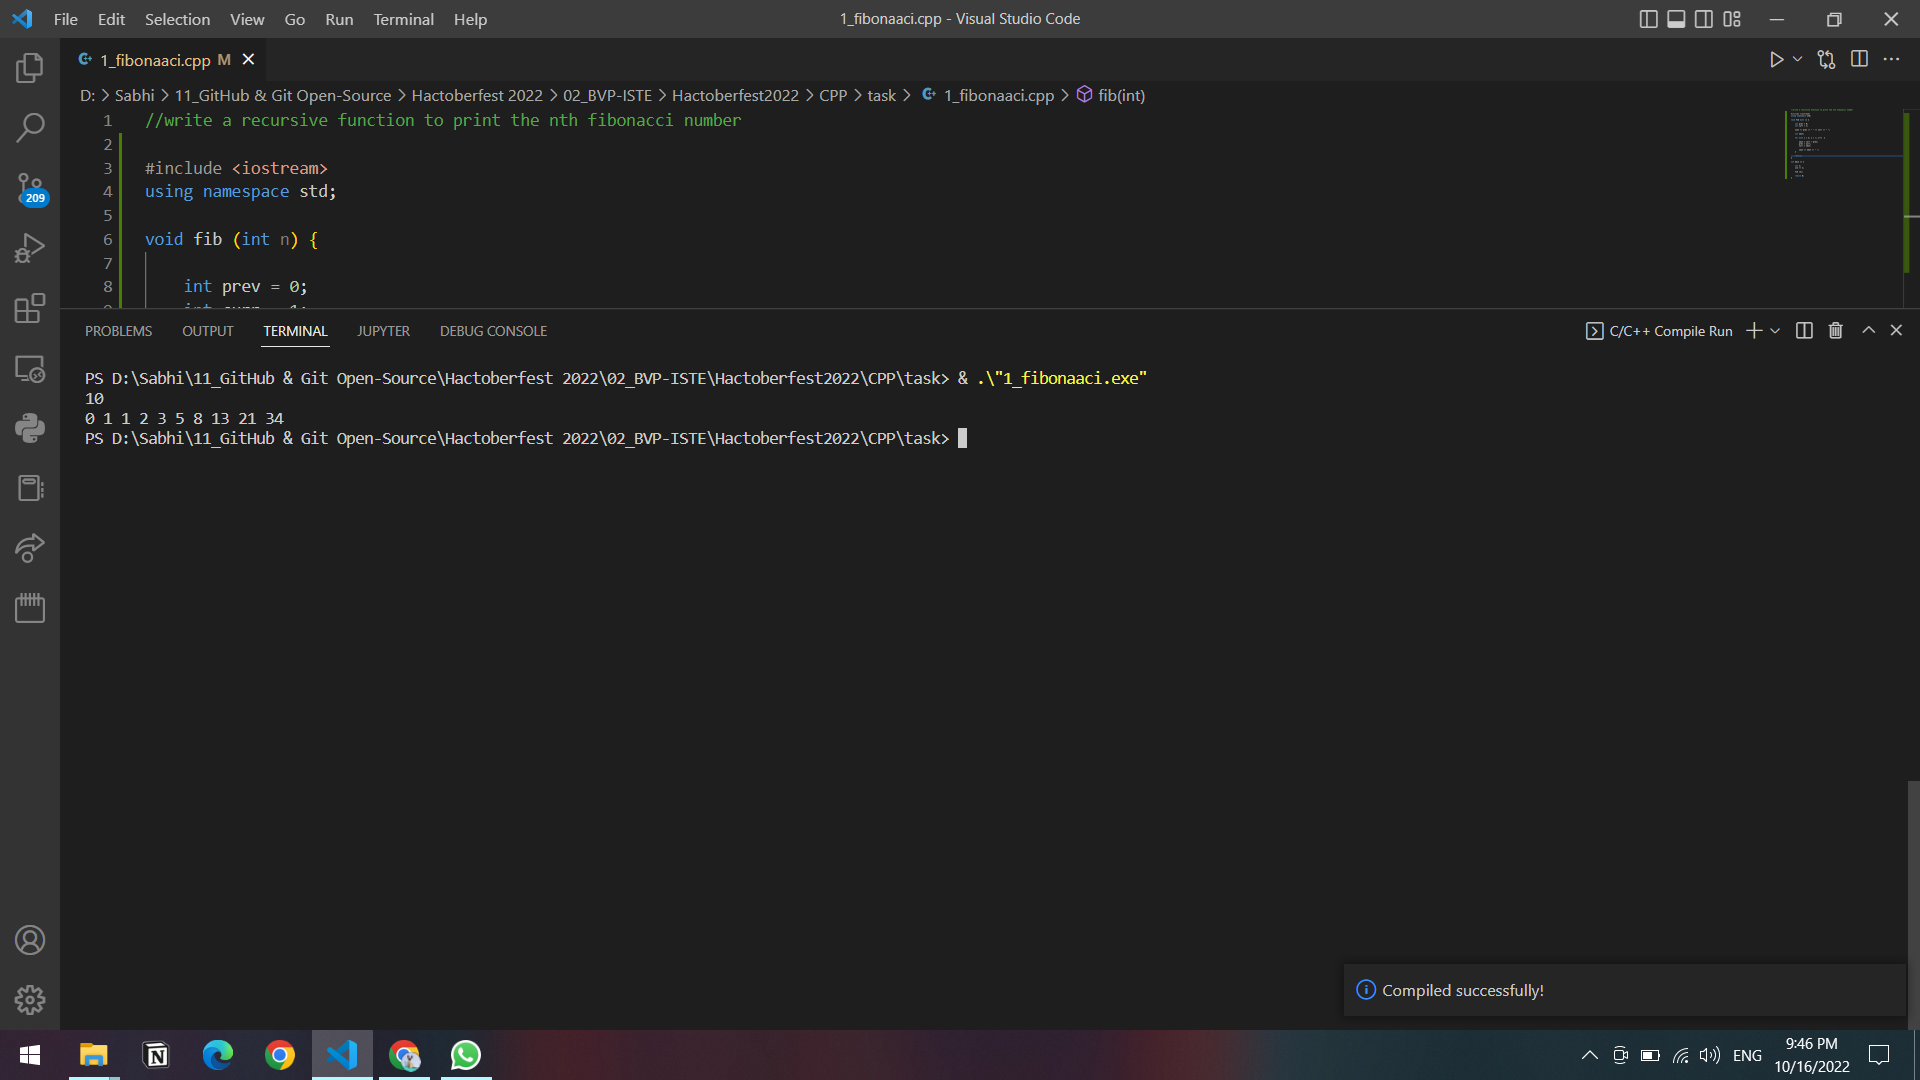 File Edit Selection View Go Run Terminal Help
1_fibonaaci.cpp - Visual Studio Code
1_fibonaaci.cpp M
D: > Sabhi > 11_GitHub & Git Open-Source > Hactoberfest 2022 > 02_BVP-ISTE > Hactoberfest2022 > CPP > task > 1_fibonaaci.cpp > fib(int)
1 //write a recursive function to print the nth fibonacci number
2
3 #include <iostream>
4 using namespace std;
5
6 void fib (int n) {
7
8 int prev = 0;
209
PROBLEMS OUTPUT TERMINAL JUPYTER DEBUG CONSOLE
C/C++ Compile Run
PS D:\Sabhi\11_GitHub & Git Open-Source\Hactoberfest 2022\02_BVP-ISTE\Hactoberfest2022\CPP\task> & .\"1_fibonaaci.exe"
10
0 1 1 2 3 5 8 13 21 34
PS D:\Sabhi\11_GitHub & Git Open-Source\Hactoberfest 2022\02_BVP-ISTE\Hactoberfest2022\CPP\task>
Compiled successfully!
ENG
9:46 PM
10/16/2022